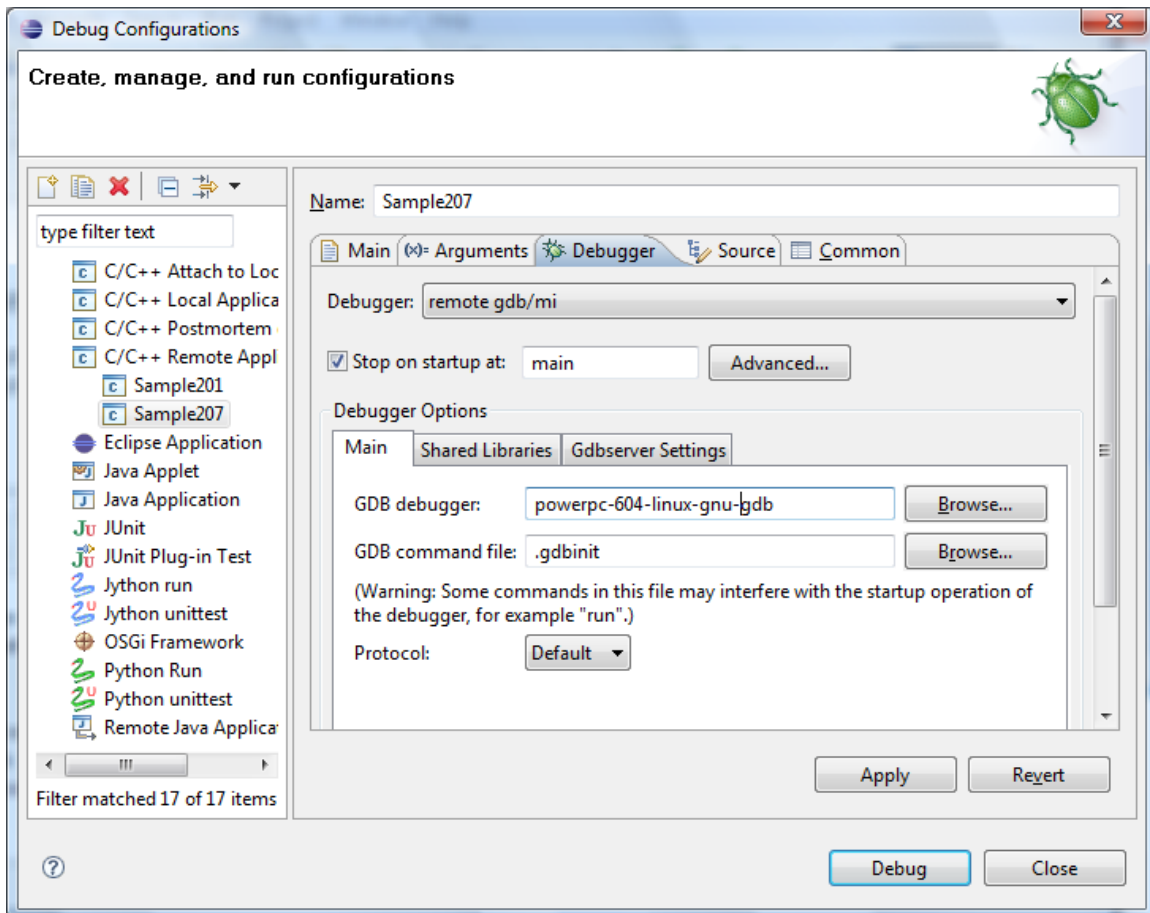 Debug Configurations
Create, manage, and run configurations
type filter text
C/C++ Attach to Loc
C/C++ Local Applica
C/C++ Postmortem
C/C++ Remote Appl
Sample201
Sample207
Eclipse Application
Java Applet
Java Application
JUnit
JUnit Plug-in Test
Jython run
Jython unittest
OSGi Framework
Python Run
Python unittest
Remote Java Applica
Filter matched 17 of 17 items
Name: Sample207
Main (x)= Arguments Debugger Source Common
Debugger: remote gdb/mi
Stop on startup at: main Advanced...
Debugger Options
Main Shared Libraries Gdbserver Settings
GDB debugger: powerpc-604-linux-gnu-gdb Browse...
GDB command file: .gdbinit Browse...
(Warning: Some commands in this file may interfere with the startup operation of
the debugger, for example "run".)
Protocol: Default
Apply Revert
Debug Close